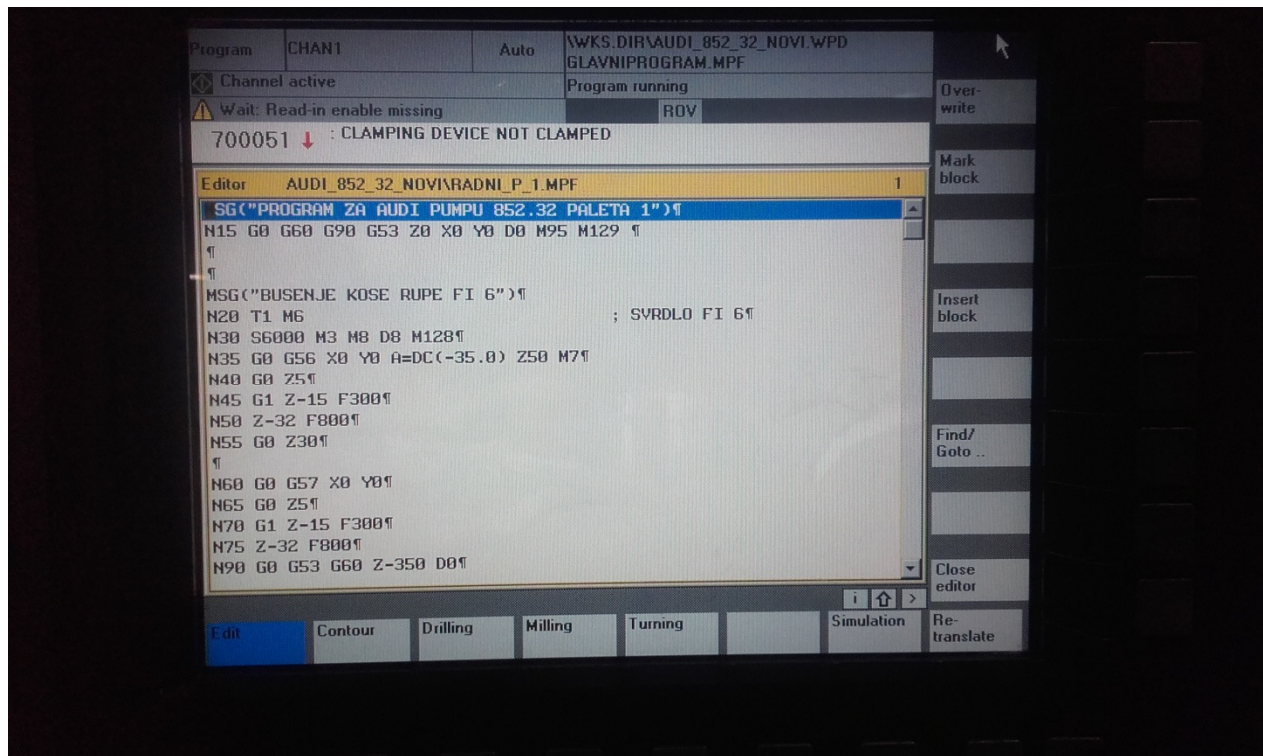 Program CHAN1 Auto \WKS.DIR\AUDI_852_32_NOVI.WPD
GLAVNIPROGRAM.MPF
Channel active Program running
Wait: Read-in enable missing ROV
700051 ↓ : CLAMPING DEVICE NOT CLAMPED
Editor AUDI_852_32_NOVI\RADNI_P_1.MPF 1
SG("PROGRAM ZA AUDI PUMPU 852.32 PALETA 1")¶
N15 G0 G60 G90 G53 Z0 X0 Y0 D0 M95 M129 ¶
¶
¶
MSG("BUSENJE KOSE RUPE FI 6")¶
N20 T1 M6 ; SVRDLO FI 6¶
N30 S6000 M3 M8 D8 M128¶
N35 G0 G56 X0 Y0 A=DC(-35.0) Z50 M7¶
N40 G0 Z5¶
N45 G1 Z-15 F300¶
N50 Z-32 F800¶
N55 G0 Z30¶
¶
N60 G0 G57 X0 Y0¶
N65 G0 Z5¶
N70 G1 Z-15 F300¶
N75 Z-32 F800¶
N90 G0 G53 G60 Z-350 D0¶
i >
Edit Contour Drilling Milling Turning Simulation
Over-
write
Mark
block
Insert
block
Find/
Goto ..
Close
editor
Re-
translate